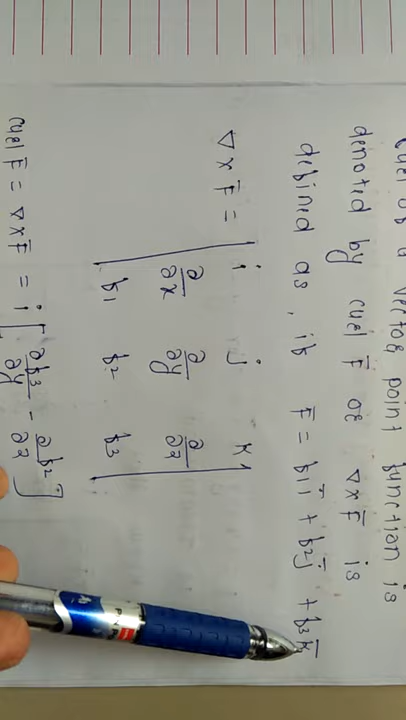 curl of a vector point function is
denoted by curl F̄ or ∇×F̄ is
defined as, if F̄ = f1ī + f2j̄ + f3k̄
∇×F̄ = | i j k
∂/∂x ∂/∂y ∂/∂z
f1 f2 f3 |
curl F̄ = ∇×F̄ = i [ ∂f3/∂y - ∂f2/∂z ]